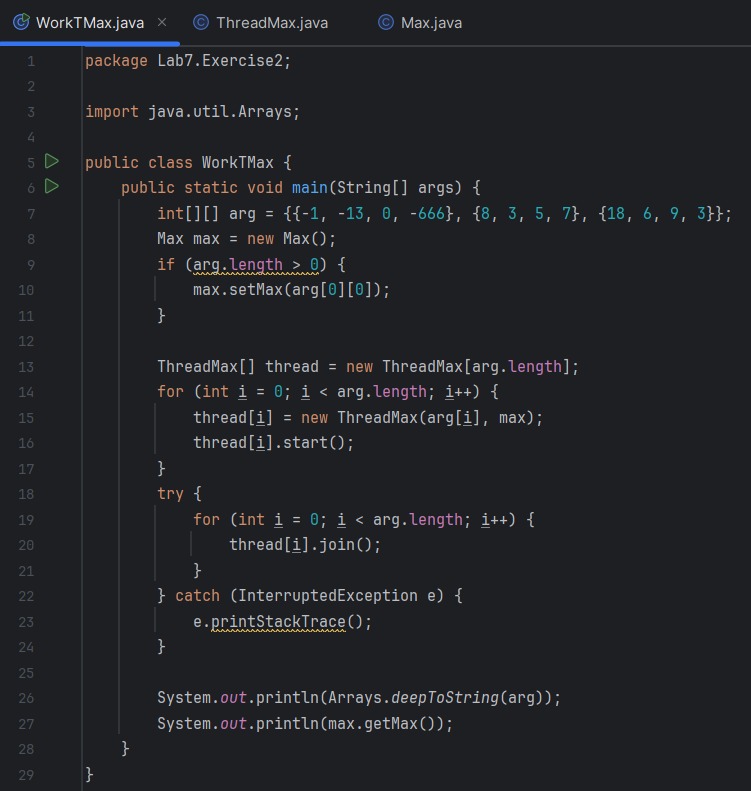 WorkTMax.java × ThreadMax.java Max.java
1 package Lab7.Exercise2;
2
3 import java.util.Arrays;
4
5 public class WorkTMax {
6     public static void main(String[] args) {
7         int[][] arg = {{-1, -13, 0, -666}, {8, 3, 5, 7}, {18, 6, 9, 3}};
8         Max max = new Max();
9         if (arg.length > 0) {
10             max.setMax(arg[0][0]);
11         }
12
13         ThreadMax[] thread = new ThreadMax[arg.length];
14         for (int i = 0; i < arg.length; i++) {
15             thread[i] = new ThreadMax(arg[i], max);
16             thread[i].start();
17         }
18         try {
19             for (int i = 0; i < arg.length; i++) {
20                 thread[i].join();
21             }
22         } catch (InterruptedException e) {
23             e.printStackTrace();
24         }
25
26         System.out.println(Arrays.deepToString(arg));
27         System.out.println(max.getMax());
28     }
29 }